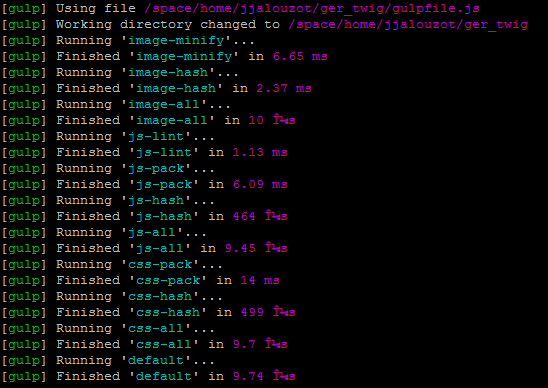 [gulp] Using file /space/home/jjalouzot/ger_twig/gulpfile.js
[gulp] Working directory changed to /space/home/jjalouzot/ger_twig
[gulp] Running 'image-minify'...
[gulp] Finished 'image-minify' in 6.65 ms
[gulp] Running 'image-hash'...
[gulp] Finished 'image-hash' in 2.37 ms
[gulp] Running 'image-all'...
[gulp] Finished 'image-all' in 10 Î¼s
[gulp] Running 'js-lint'...
[gulp] Finished 'js-lint' in 1.13 ms
[gulp] Running 'js-pack'...
[gulp] Finished 'js-pack' in 6.09 ms
[gulp] Running 'js-hash'...
[gulp] Finished 'js-hash' in 464 Î¼s
[gulp] Running 'js-all'...
[gulp] Finished 'js-all' in 9.45 Î¼s
[gulp] Running 'css-pack'...
[gulp] Finished 'css-pack' in 14 ms
[gulp] Running 'css-hash'...
[gulp] Finished 'css-hash' in 499 Î¼s
[gulp] Running 'css-all'...
[gulp] Finished 'css-all' in 9.7 Î¼s
[gulp] Running 'default'...
[gulp] Finished 'default' in 9.74 Î¼s